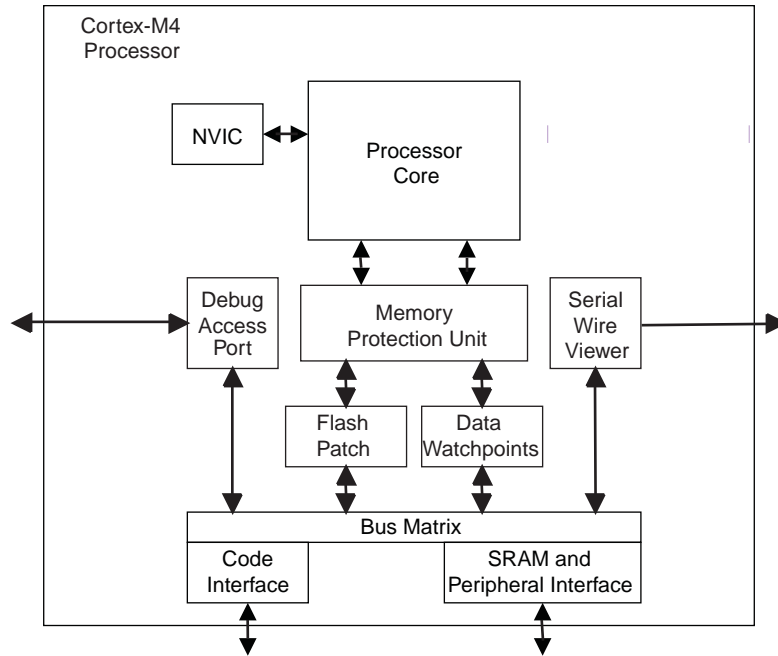 Cortex-M4
Processor
NVIC
Processor
Core
Debug
Access
Port
Memory
Protection Unit
Serial
Wire
Viewer
Flash
Patch
Data
Watchpoints
Bus Matrix
Code
Interface
SRAM and
Peripheral Interface